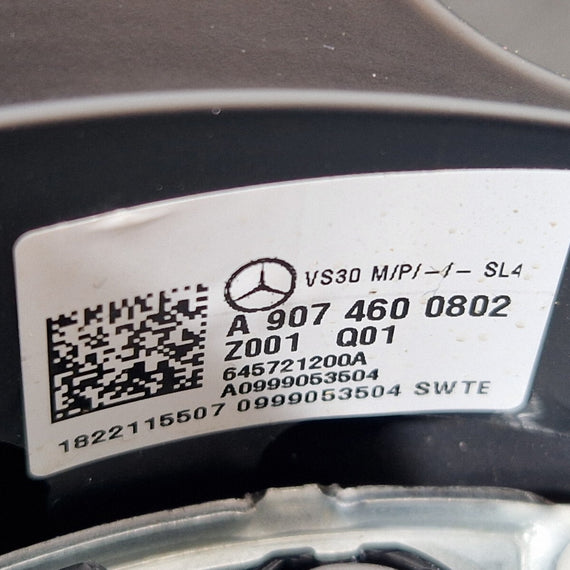 VS30 M/P/-/- SL4
A 907 460 0802
Z001 Q01
645721200A
A0999053504
1822115507 0999053504 SWTE